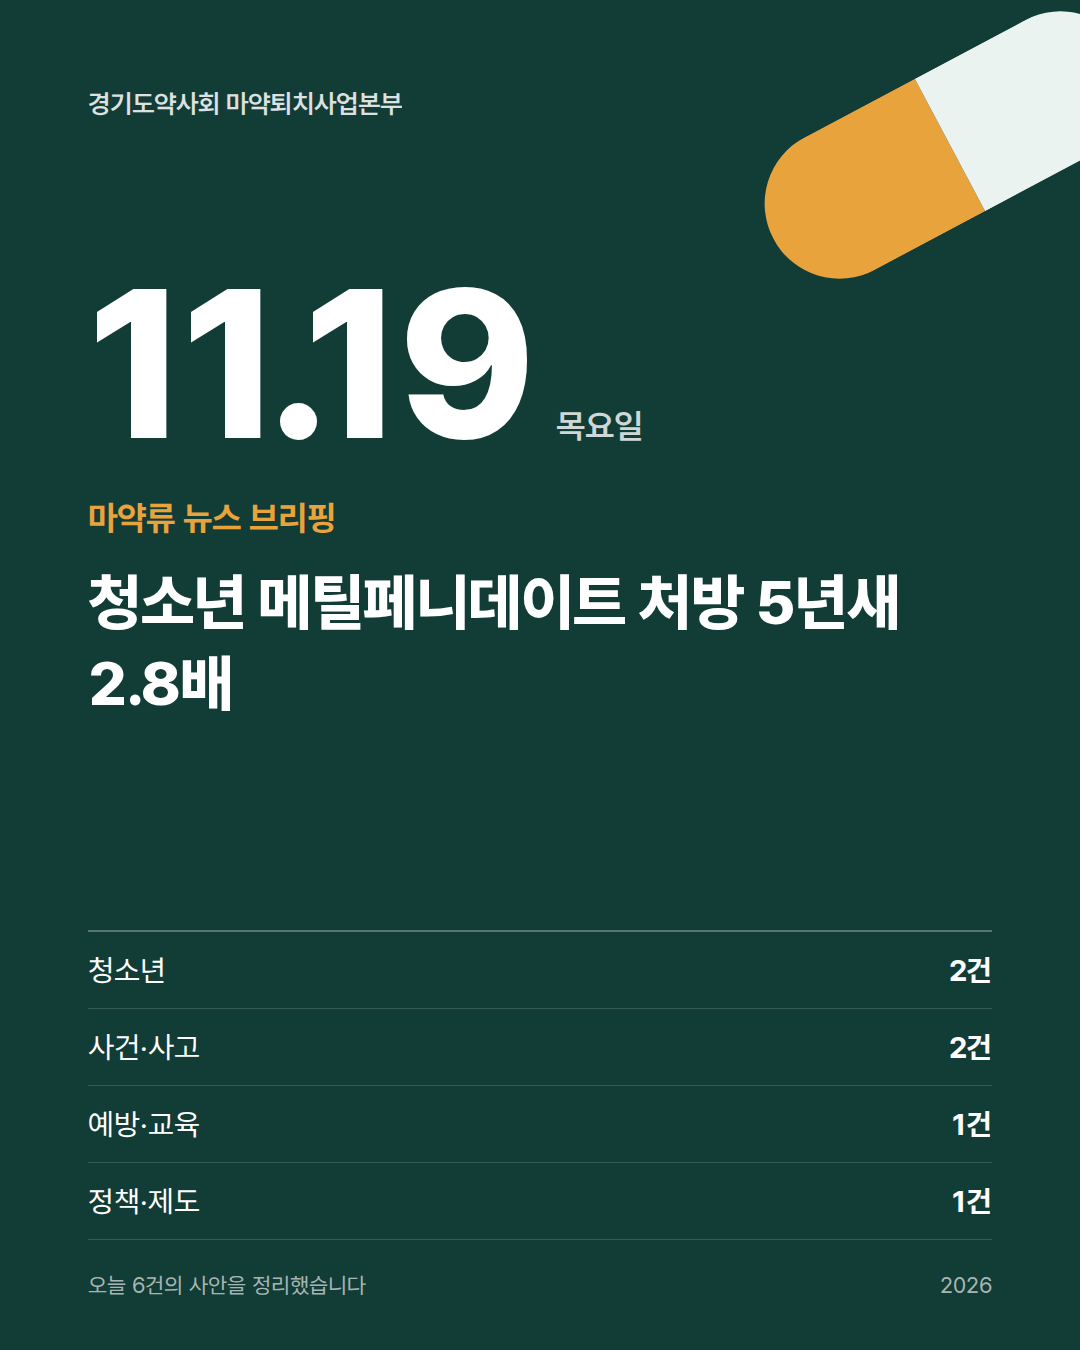 경기도약사회 마약퇴치사업본부
11.19 목요일
마약류 뉴스 브리핑
청소년 메틸페니데이트 처방 5년새
2.8배
청소년 2건
사건·사고 2건
예방·교육 1건
정책·제도 1건
오늘 6건의 사안을 정리했습니다 2026